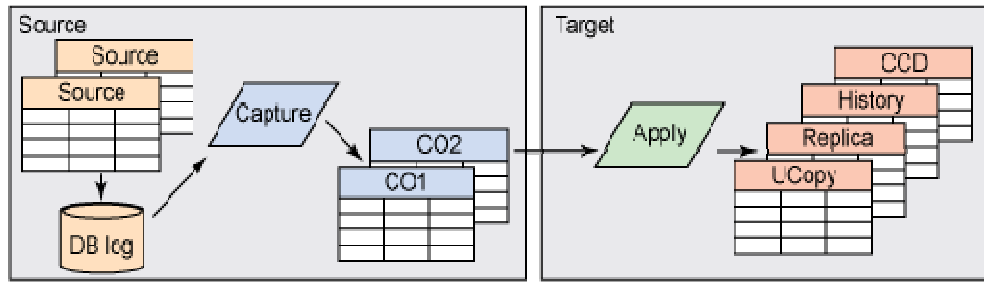 Source
Source
Source
DB log
Capture
CO2
CO1
Target
Apply
CCD
History
Replica
UCopy